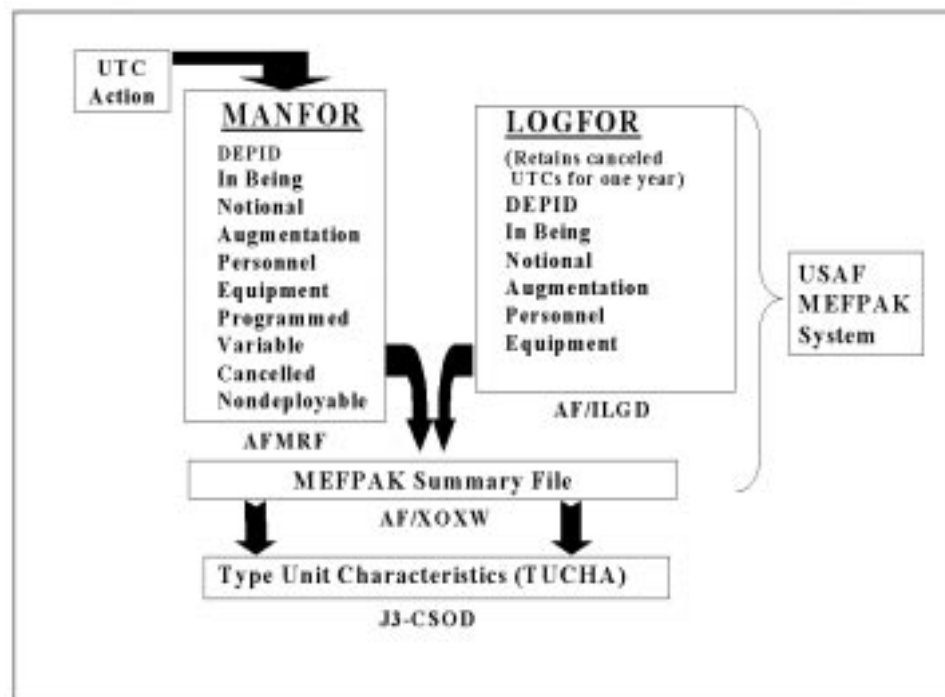 UTC
Action
MANFOR
DEPID
In Being
Notional
Augmentation
Personnel
Equipment
Programmed
Variable
Cancelled
Nondeployable
AFMRF
LOGFOR
(Retains canceled
UTCs for one year)
DEPID
In Being
Notional
Augmentation
Personnel
Equipment
AF/ILGD
USAF
MEFPAK
System
MEFPAK Summary File
AF/XOXW
Type Unit Characteristics (TUCHA)
J3-CSOD